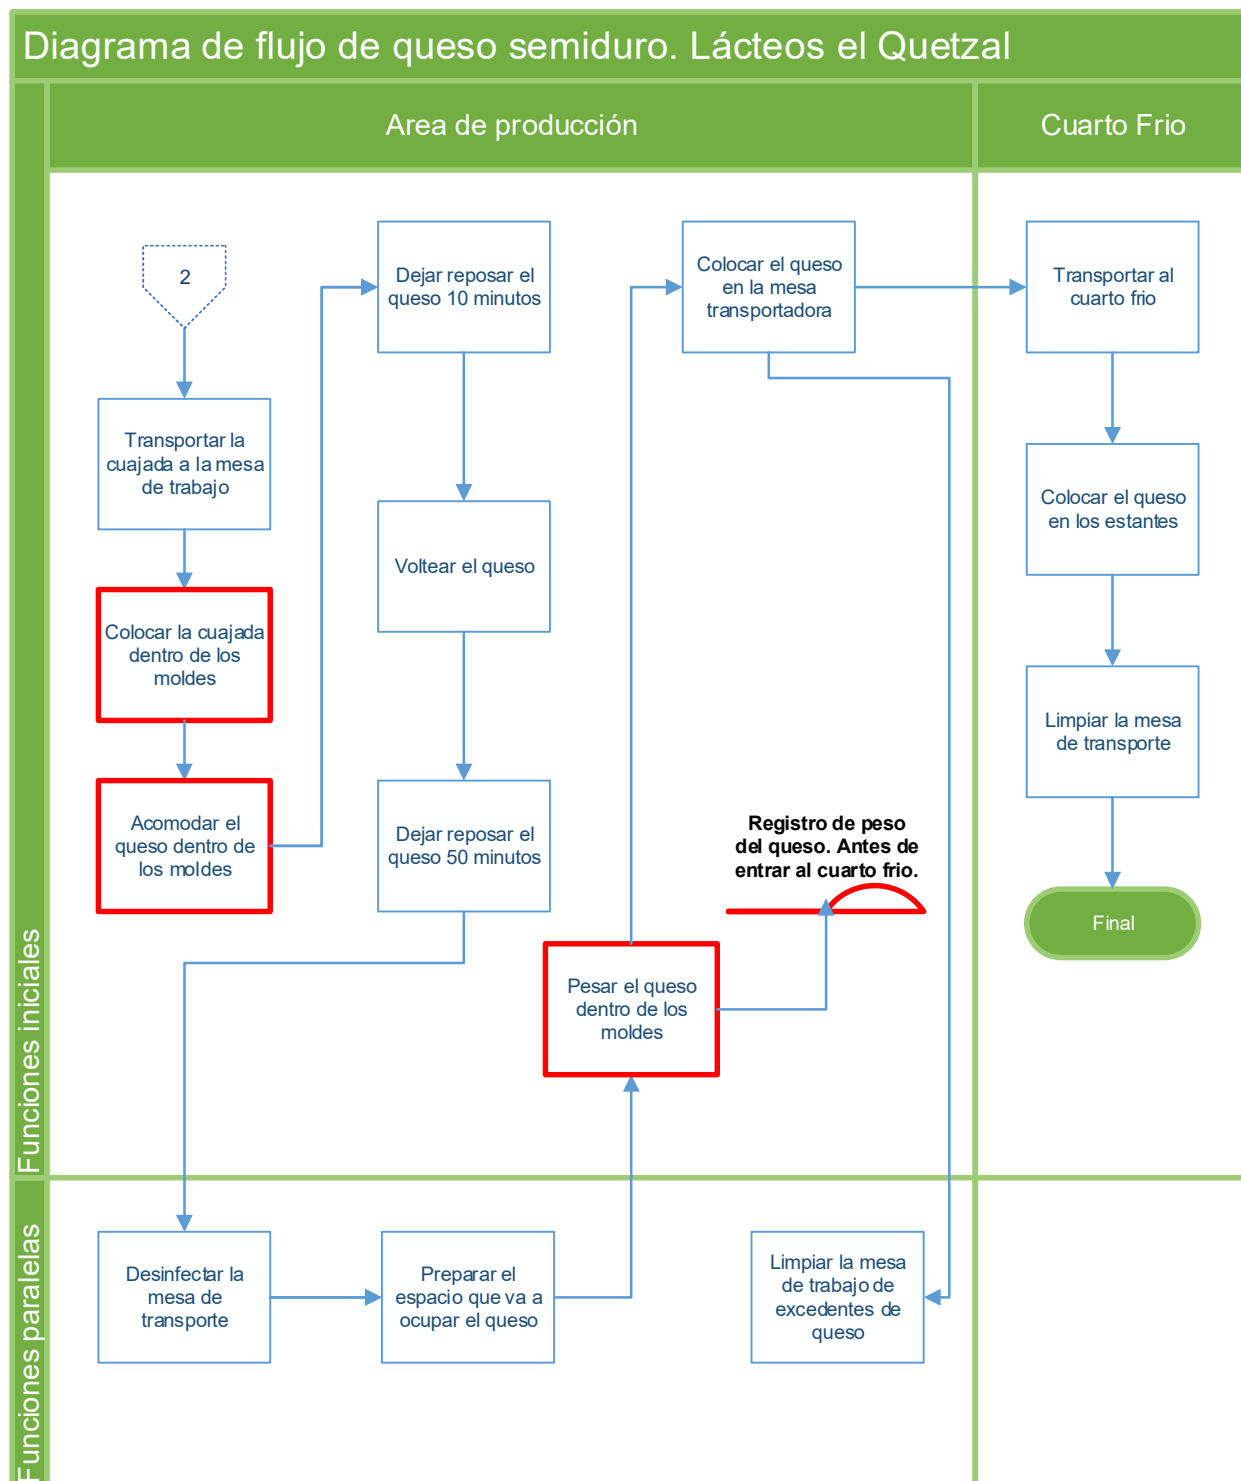 Diagrama de flujo de queso semiduro. Lácteos el Quetzal
Area de producción
Cuarto Frio
Funciones iniciales
2
Transportar la
cuajada a la mesa
de trabajo
Colocar la cuajada
dentro de los
moldes
Acomodar el
queso dentro de
los moldes
Dejar reposar el
queso 10 minutos
Voltear el queso
Dejar reposar el
queso 50 minutos
Colocar el queso
en la mesa
transportadora
Registro de peso
del queso. Antes de
entrar al cuarto frio.
Pesar el queso
dentro de los
moldes
Transportar al
cuarto frio
Colocar el queso
en los estantes
Limpiar la mesa
de transporte
Final
Funciones paralelas
Desinfectar la
mesa de
transporte
Preparar el
espacio que va a
ocupar el queso
Limpiar la mesa
de trabajo de
excedentes de
queso